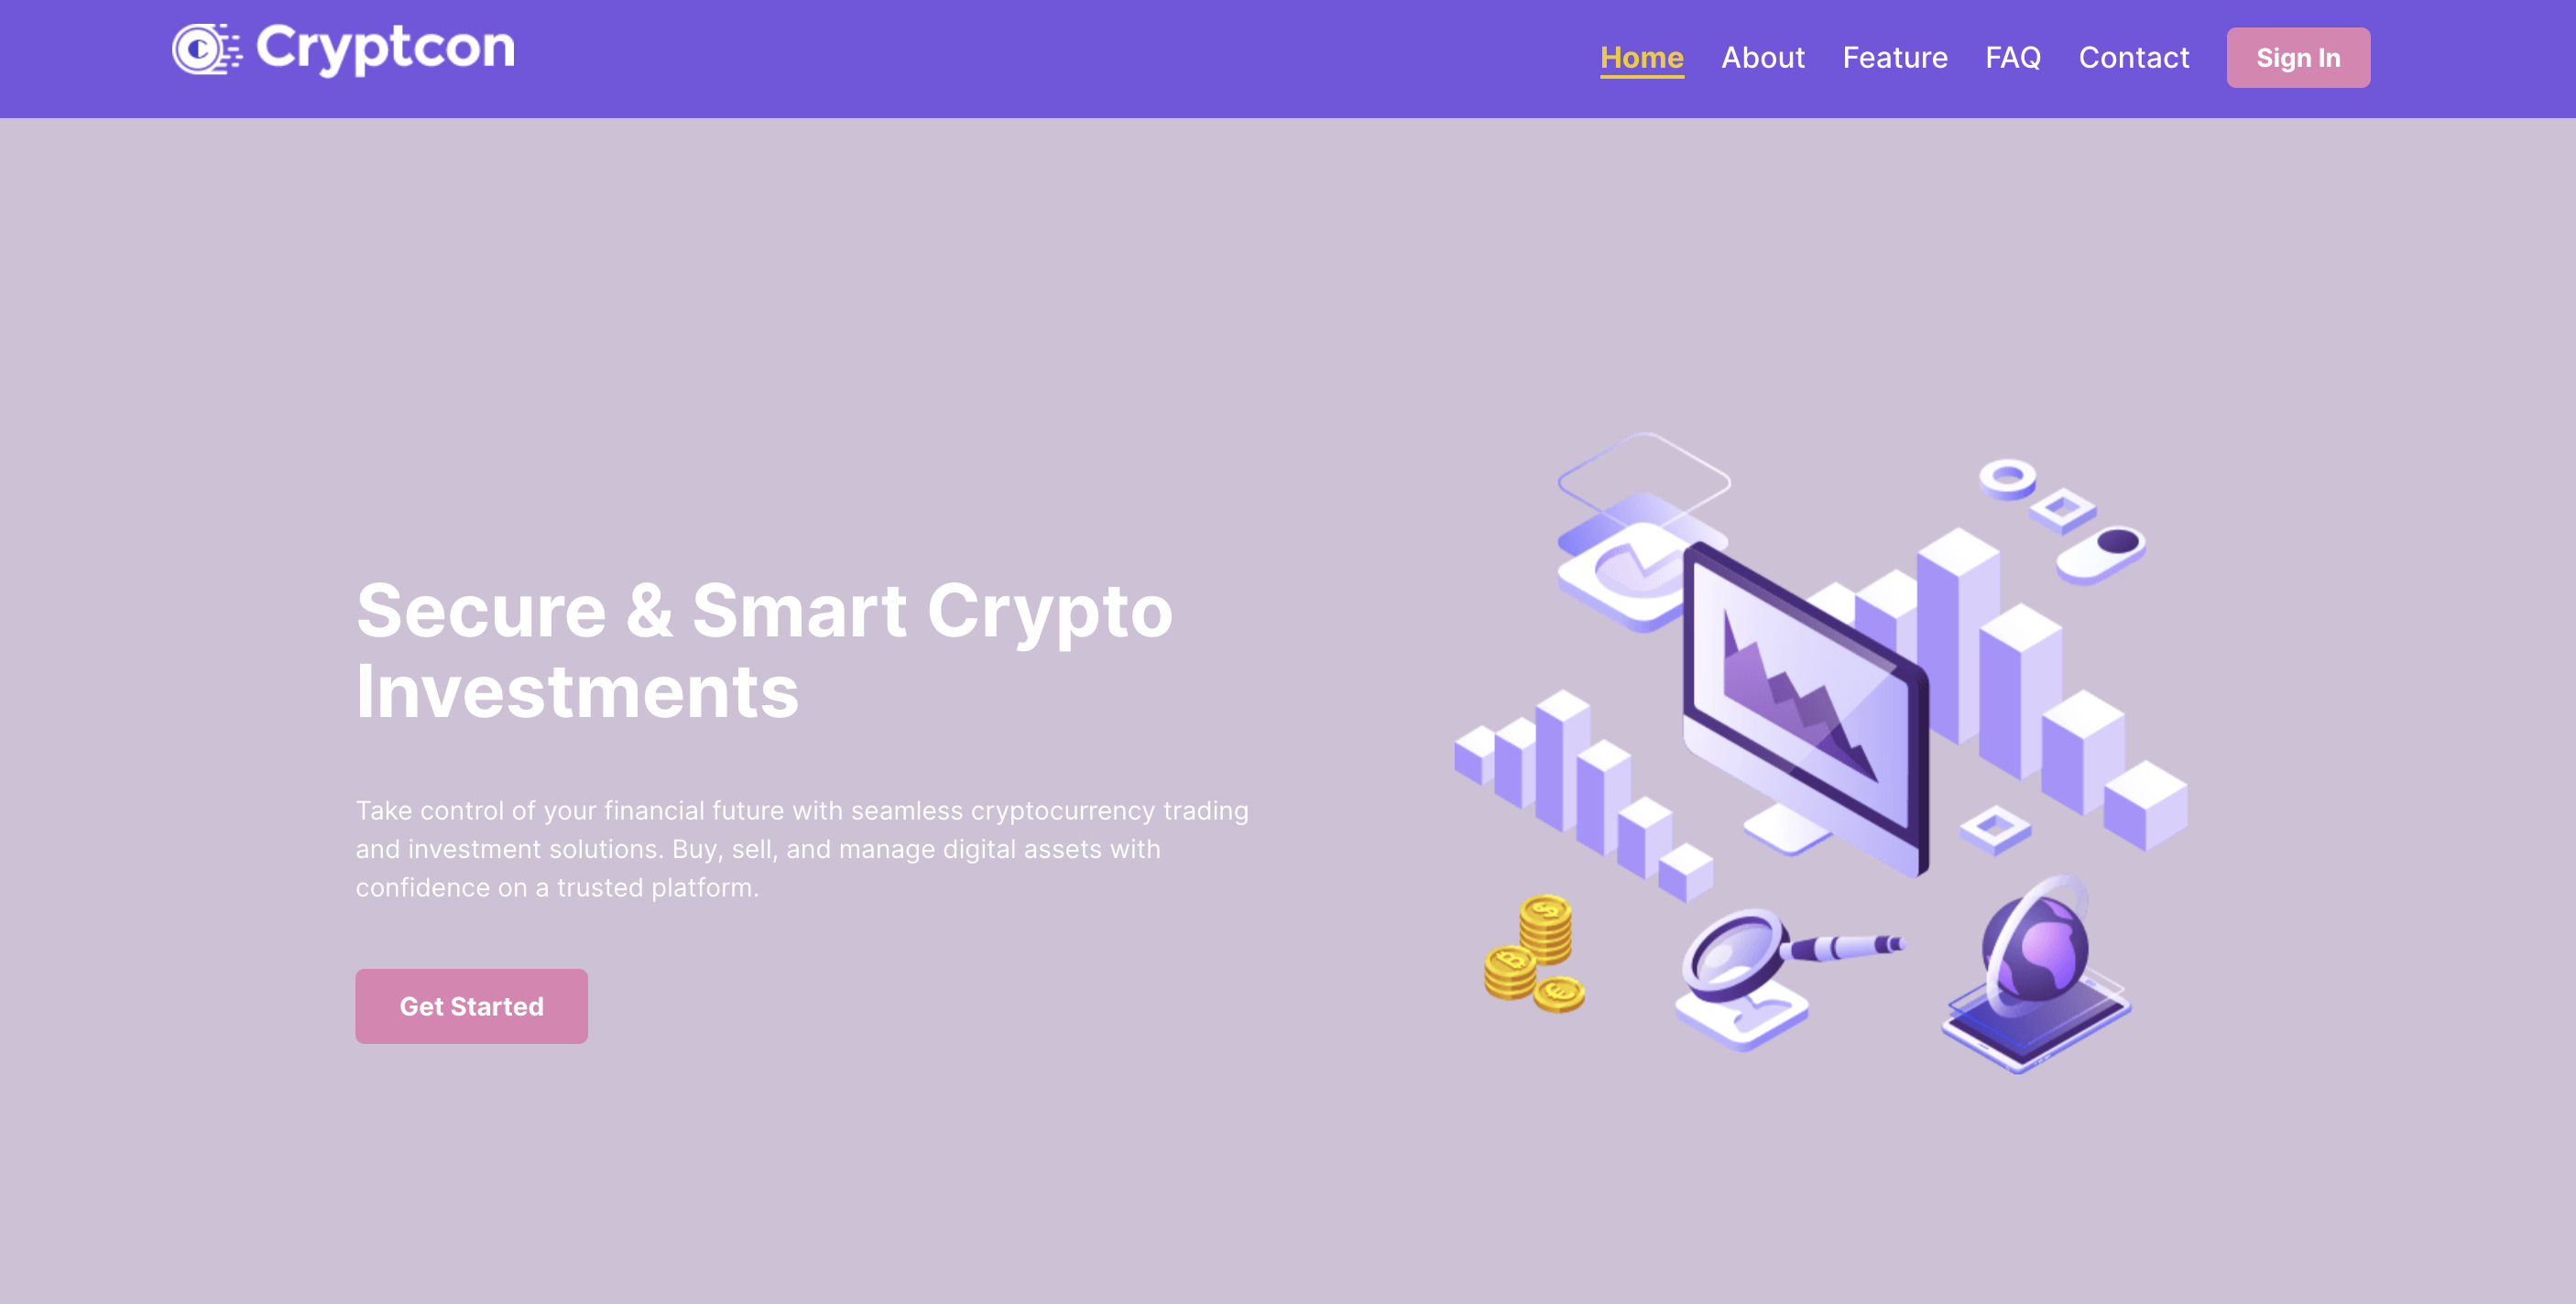 Cryptcon
Home About Feature FAQ Contact Sign In
Secure & Smart Crypto
Investments
Take control of your financial future with seamless cryptocurrency trading
and investment solutions. Buy, sell, and manage digital assets with
confidence on a trusted platform.
Get Started